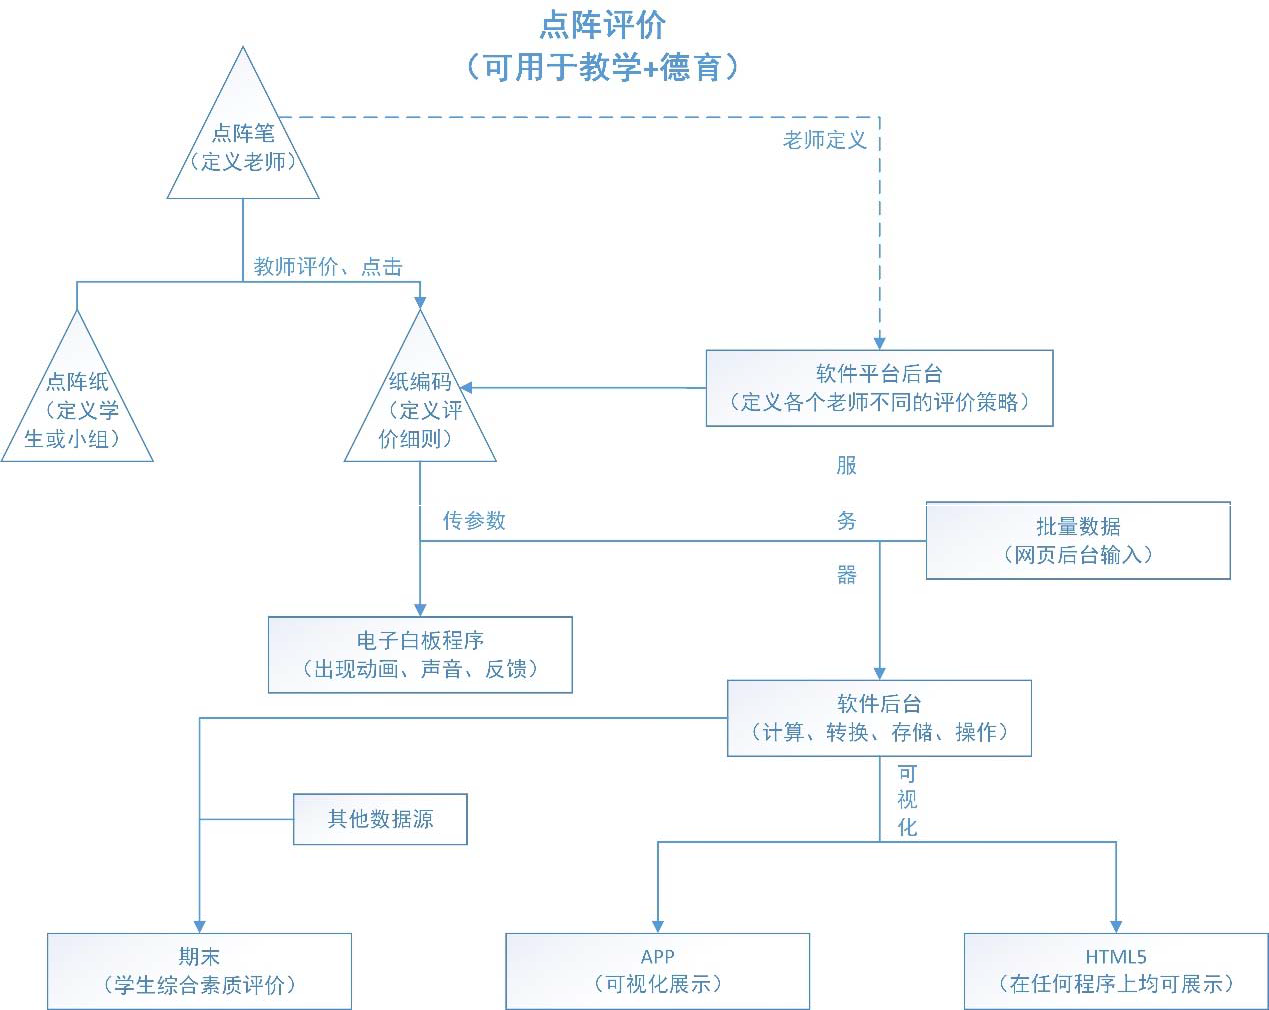 点阵评价
（可用于教学+德育）
点阵笔
（定义老师）
老师定义
教师评价、点击
点阵纸
（定义学
生或小组）
纸编码
（定义评
价细则）
软件平台后台
（定义各个老师不同的评价策略）
服
务
器
传参数
批量数据
（网页后台输入）
电子白板程序
（出现动画、声音、反馈）
软件后台
（计算、转换、存储、操作）
可
视
化
其他数据源
期末
（学生综合素质评价）
APP
（可视化展示）
HTML5
（在任何程序上均可展示）